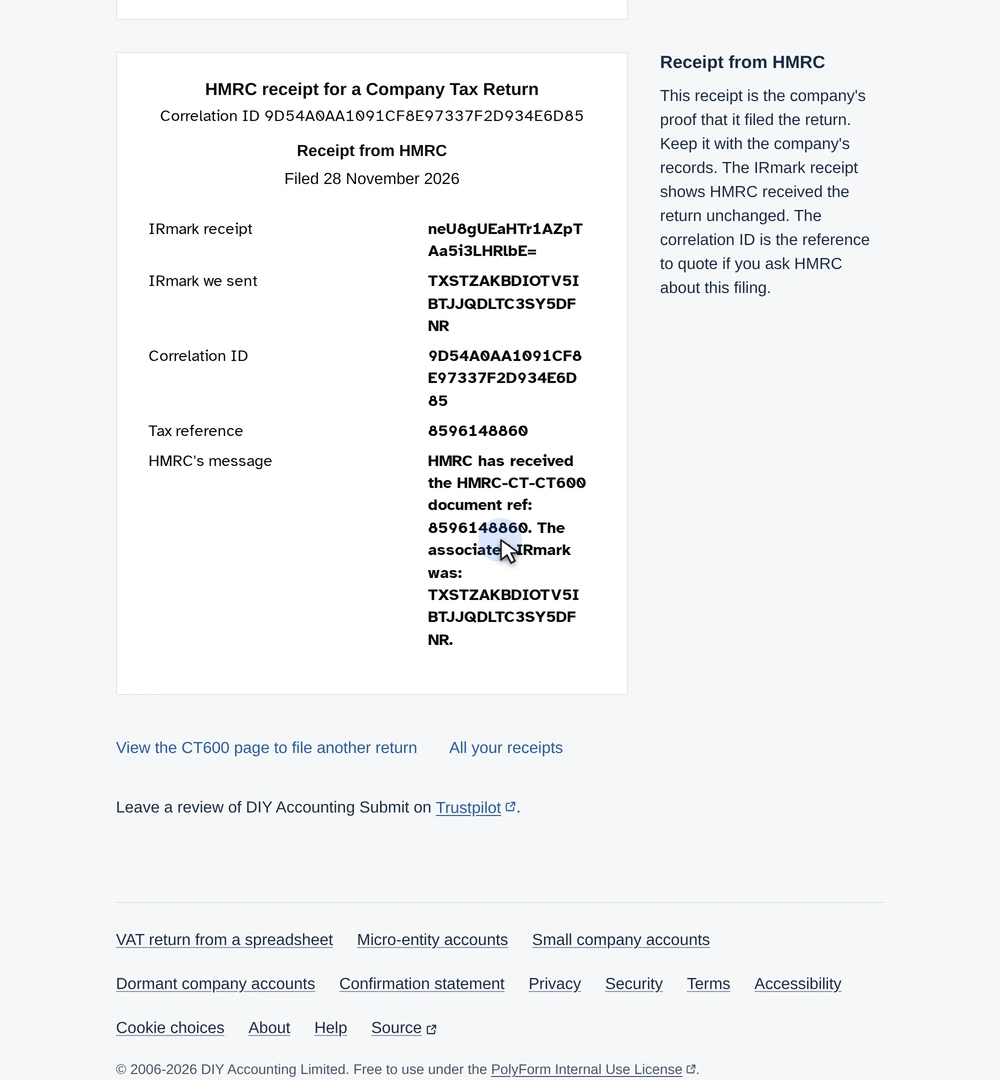 HMRC receipt for a Company Tax Return
Correlation ID 9D54A0AA1091CF8E97337F2D934E6D85
Receipt from HMRC
Filed 28 November 2026
IRmark receipt
neU8gUEaHTr1AZpT
Aa5i3LHRlbE=
IRmark we sent
TXSTZAKBDIOTV5I
BTJJQDLTC3SY5DF
NR
Correlation ID
9D54A0AA1091CF8
E97337F2D934E6D
85
Tax reference
8596148860
HMRC's message
HMRC has received
the HMRC-CT-CT600
document ref:
8596148860. The
associated IRmark
was:
TXSTZAKBDIOTV5I
BTJJQDLTC3SY5DF
NR.
Receipt from HMRC
This receipt is the company's
proof that it filed the return.
Keep it with the company's
records. The IRmark receipt
shows HMRC received the
return unchanged. The
correlation ID is the reference
to quote if you ask HMRC
about this filing.
View the CT600 page to file another return All your receipts
Leave a review of DIY Accounting Submit on Trustpilot.
VAT return from a spreadsheet Micro-entity accounts Small company accounts
Dormant company accounts Confirmation statement Privacy Security Terms Accessibility
Cookie choices About Help Source
© 2006-2026 DIY Accounting Limited. Free to use under the PolyForm Internal Use License.